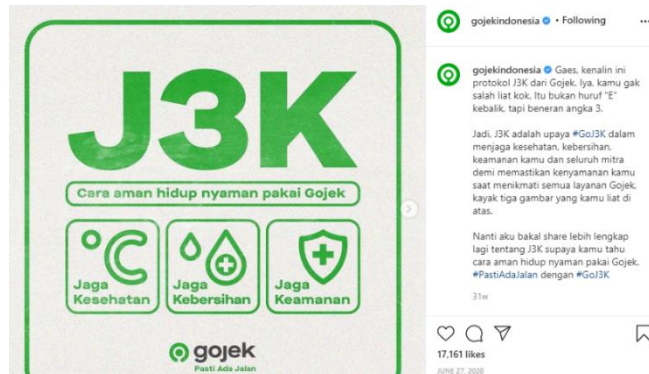 J3K
Cara aman hidup nyaman pakai Gojek
°C
Jaga
Kesehatan
Jaga
Kebersihan
Jaga
Keamanan
gojek
Pasti Ada Jalan
gojekindonesia • Following
gojekindonesia Gaes, kenalin ini
protokol J3K dari Gojek. Iya, kamu gak
salah liat kok. Itu bukan huruf "E"
kebalik, tapi beneran angka 3.
Jadi, J3K adalah upaya #GoJ3K dalam
menjaga kesehatan, kebersihan,
keamanan kamu dan seluruh mitra
demi memastikan kenyamanan kamu
saat menikmati semua layanan Gojek,
kayak tiga gambar yang kamu liat di
atas.
Nanti aku bakal share lebih lengkap
lagi tentang J3K supaya kamu tahu
cara aman hidup nyaman pakai Gojek.
#PastiAdaJalan dengan #GoJ3K
31w
17,161 likes
JUNE 27, 2020